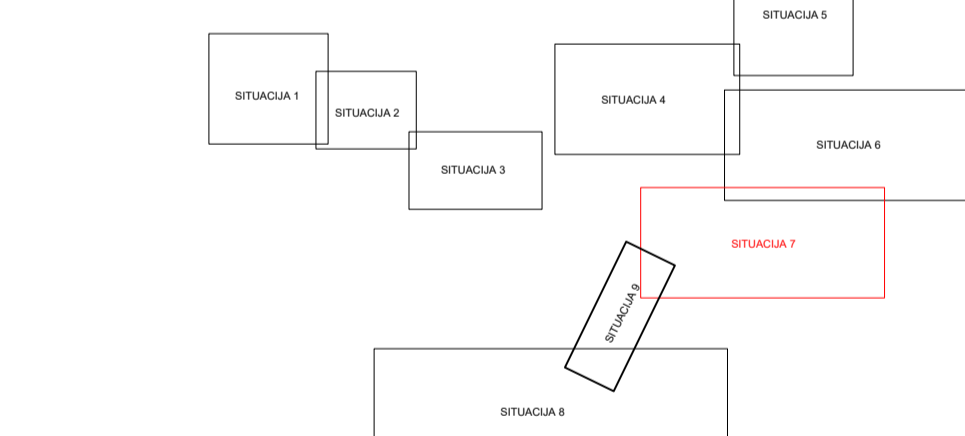 SITUACIJA 5
SITUACIJA 1
SITUACIJA 4
SITUACIJA 2
SITUACIJA 6
SITUACIJA 3
SITUACIJA 7
SITUACIJA 9
SITUACIJA 8